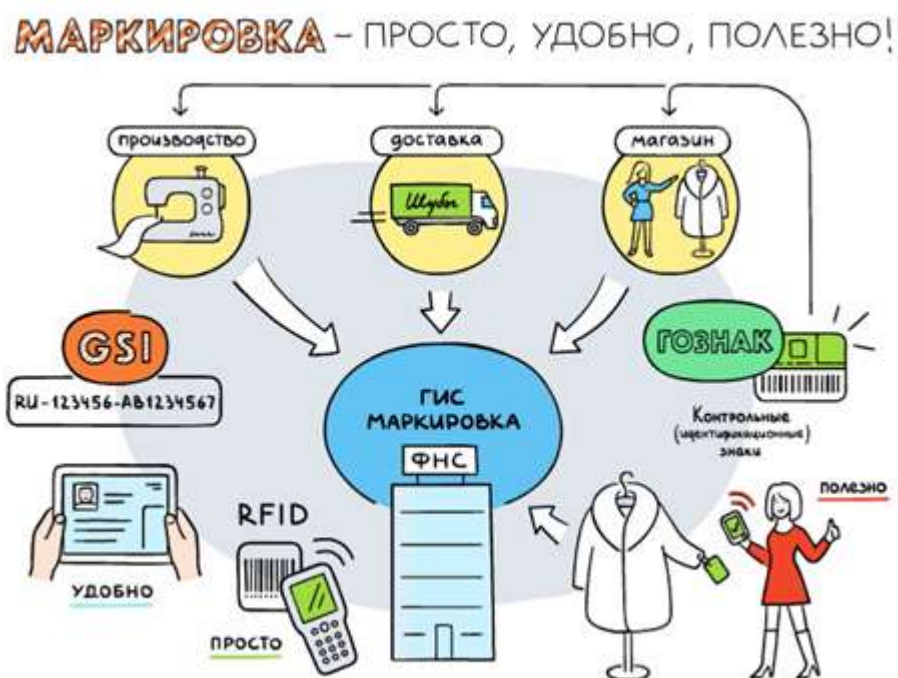 МАРКИРОВКА – ПРОСТО, УДОБНО, ПОЛЕЗНО!
производство
доставка
магазин
Шубы
GSI
RU-123456-AB1234567
ГОЗНАК
Контрольные
(идентификационные)
знаки
ГИС
МАРКИРОВКА
ФНС
УДОБНО
RFID
ПРОСТО
ПОЛЕЗНО